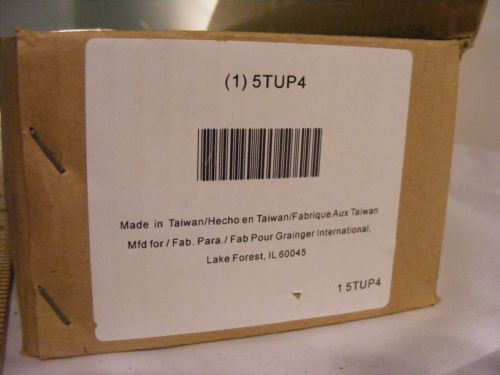 (1) 5TUP4
Made in Taiwan/Hecho en Taiwan/Fabrique Aux Taiwan
Mfd for / Fab. Para./ Fab Pour Grainger International,
Lake Forest, IL 60045
1 5TUP4